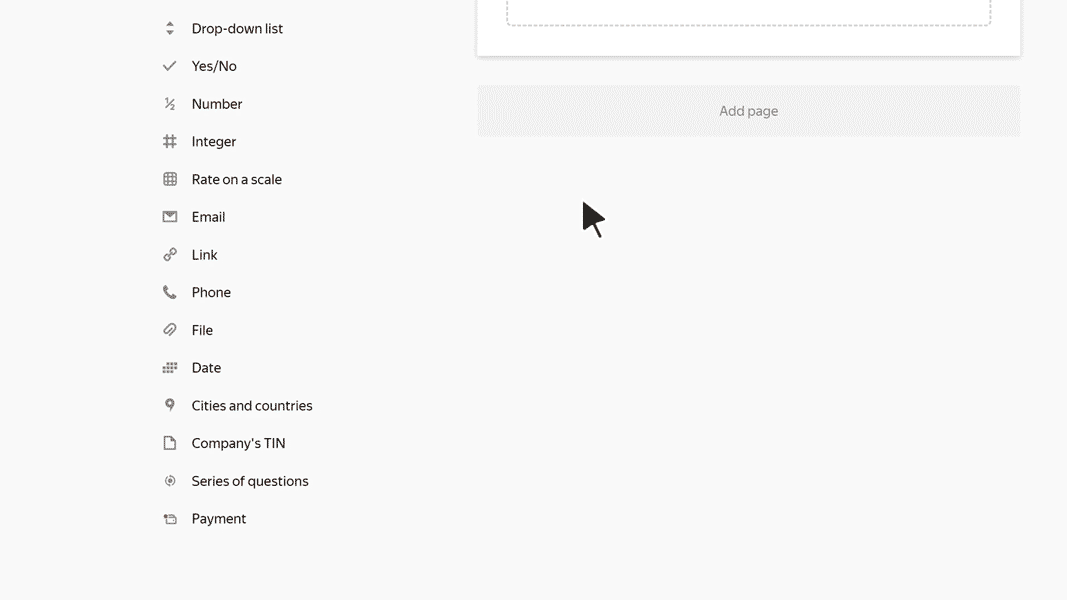 Drop-down list
Yes/No
Number
Integer
Rate on a scale
Email
Link
Phone
File
Date
Cities and countries
Company's TIN
Series of questions
Payment
Add page